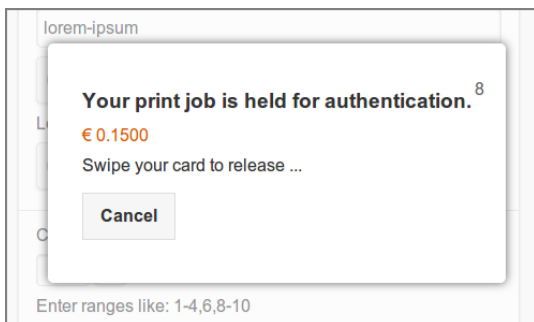 lorem-ipsum
Your print job is held for authentication. 8
€ 0.1500
Swipe your card to release ...
Cancel
Enter ranges like: 1-4,6,8-10